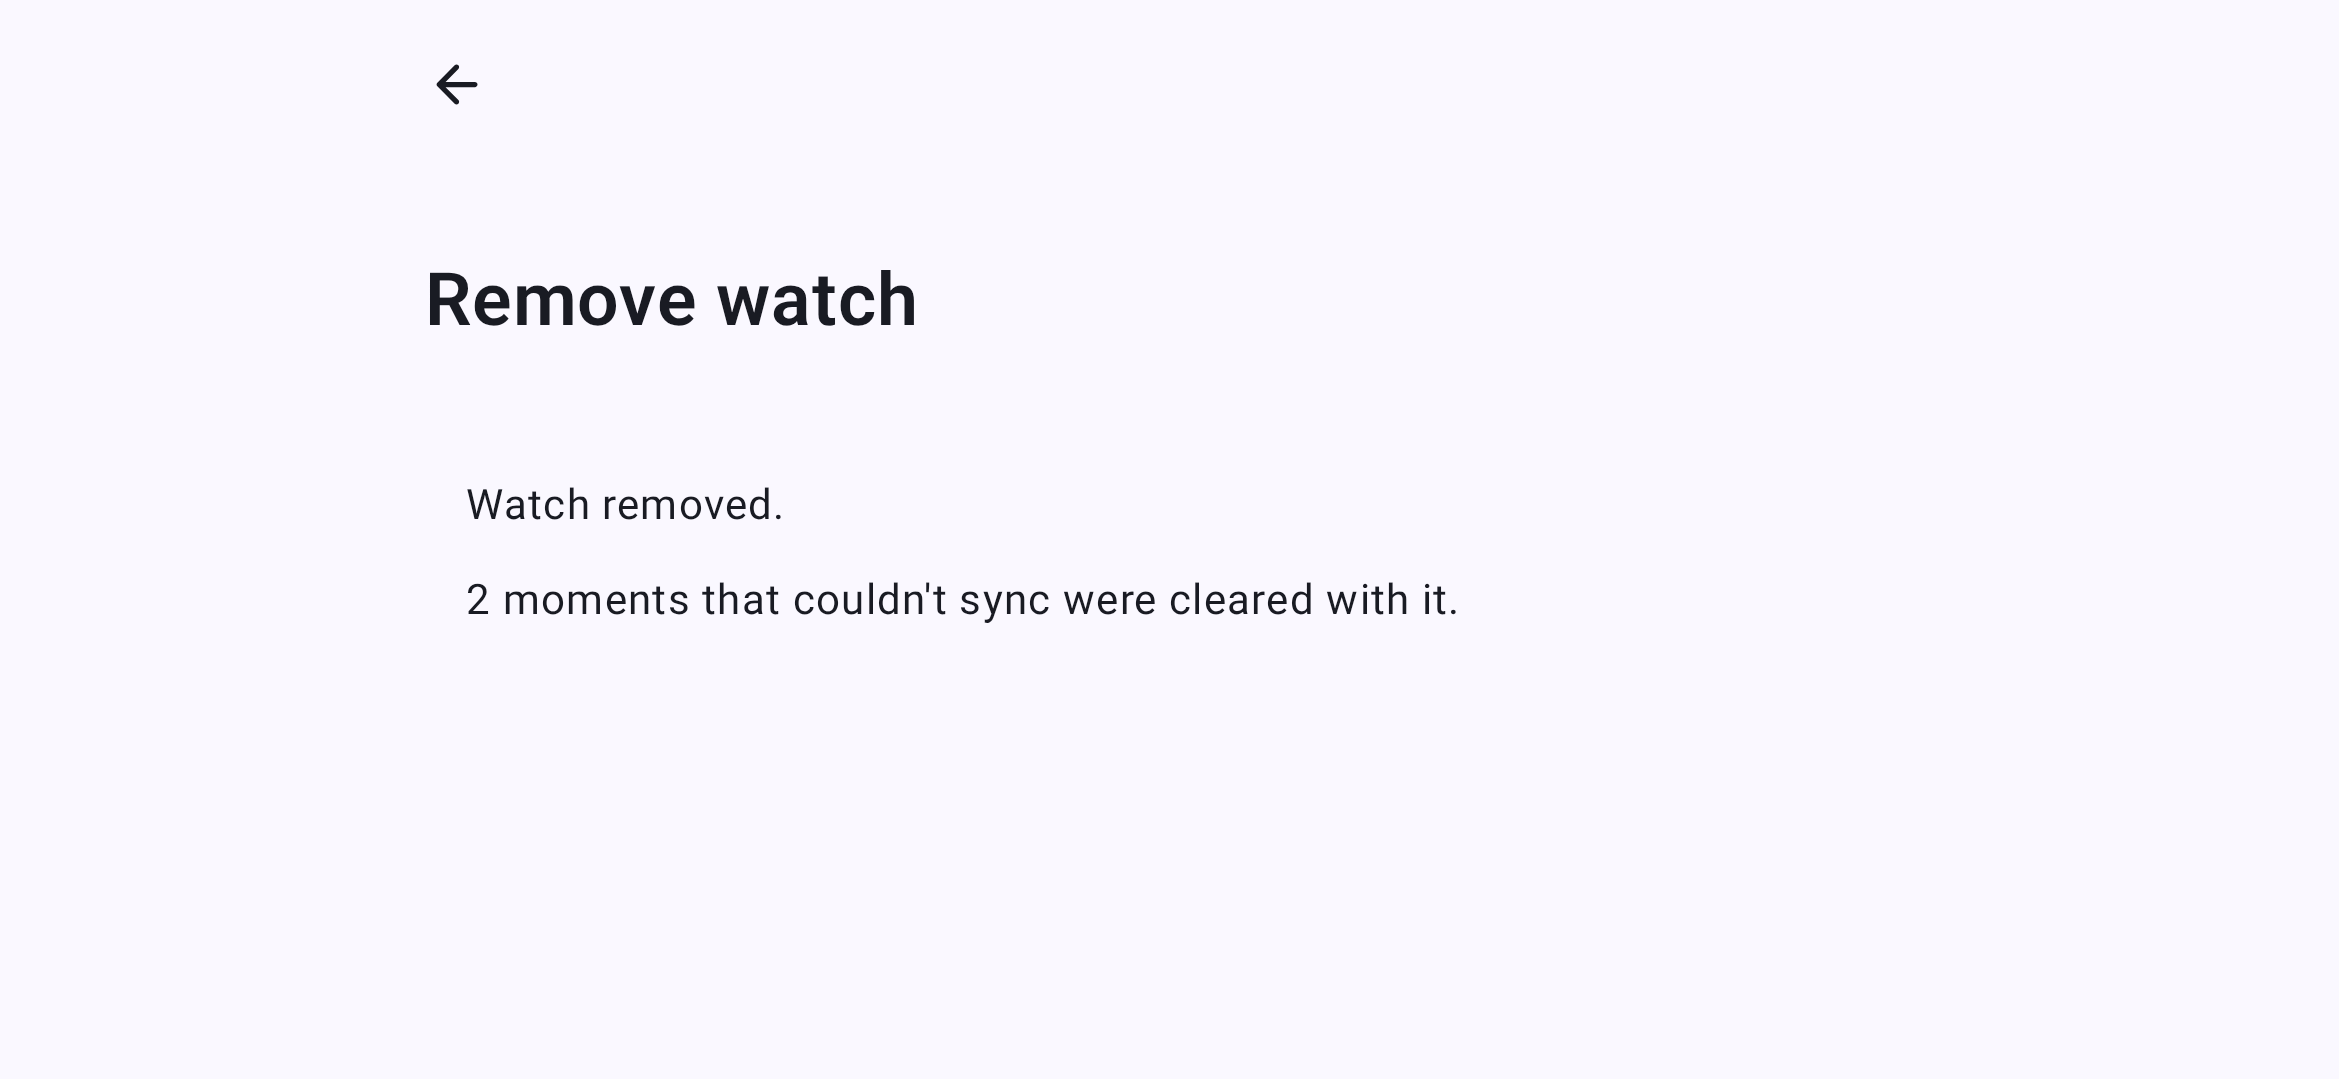 Remove watch
Watch removed.
2 moments that couldn't sync were cleared with it.